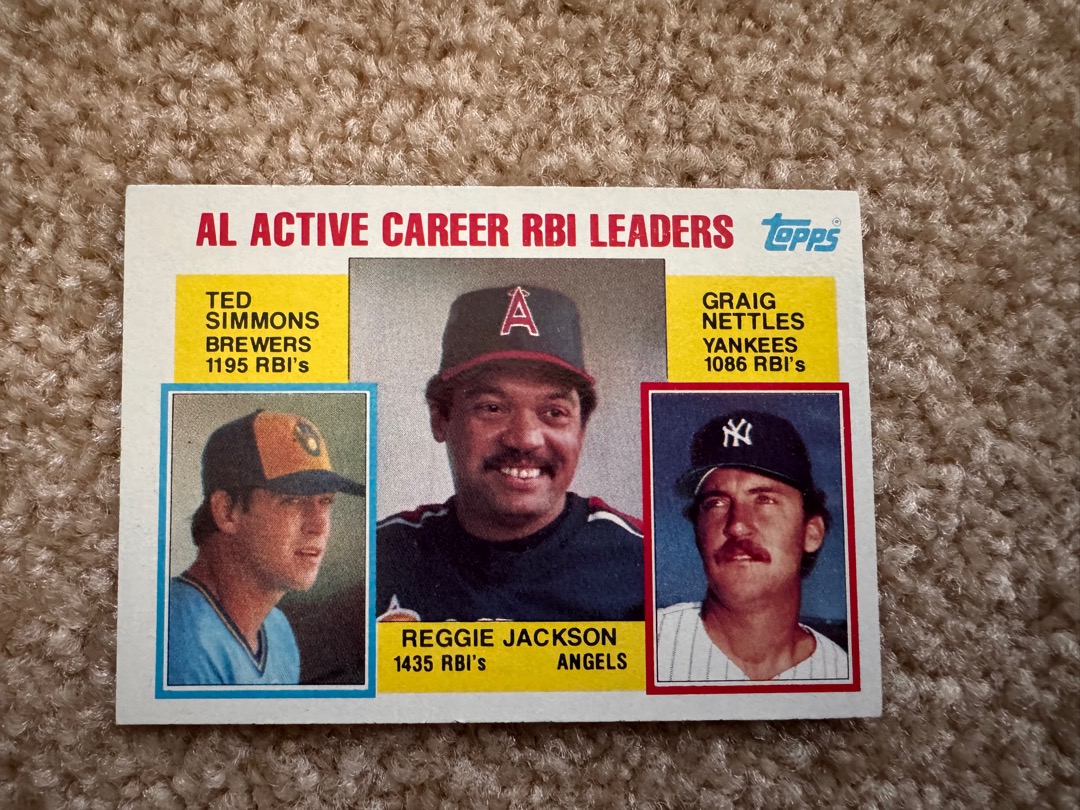 AL ACTIVE CAREER RBI LEADERS
Topps
TED
SIMMONS
BREWERS
1195 RBI's
GRAIG
NETTLES
YANKEES
1086 RBI's
A
NY
REGGIE JACKSON
1435 RBI's ANGELS